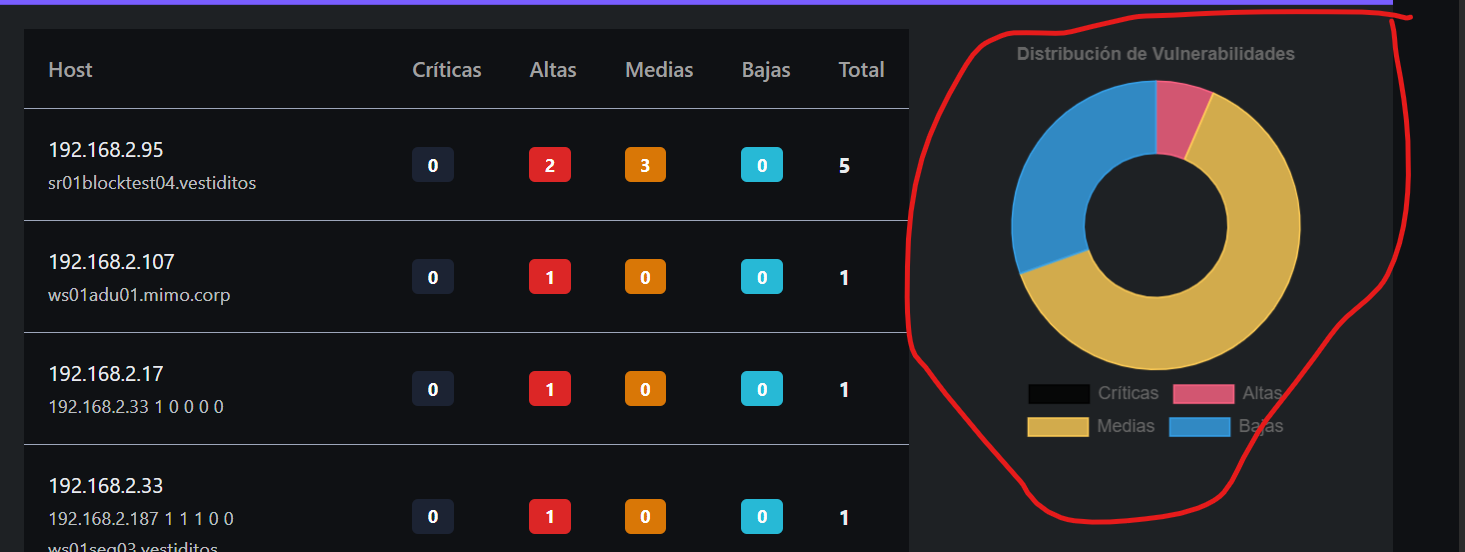 Host Críticas Altas Medias Bajas Total
192.168.2.95
sr01blocktest04.vestiditos
0 2 3 0 5
192.168.2.107
ws01adu01.mimo.corp
0 1 0 0 1
192.168.2.17
192.168.2.33 1 0 0 0 0
0 1 0 0 1
192.168.2.33
192.168.2.187 1 1 1 0 0
ws01seg03.vestiditos
0 1 0 0 1
Distribución de Vulnerabilidades
Críticas Altas
Medias Bajas